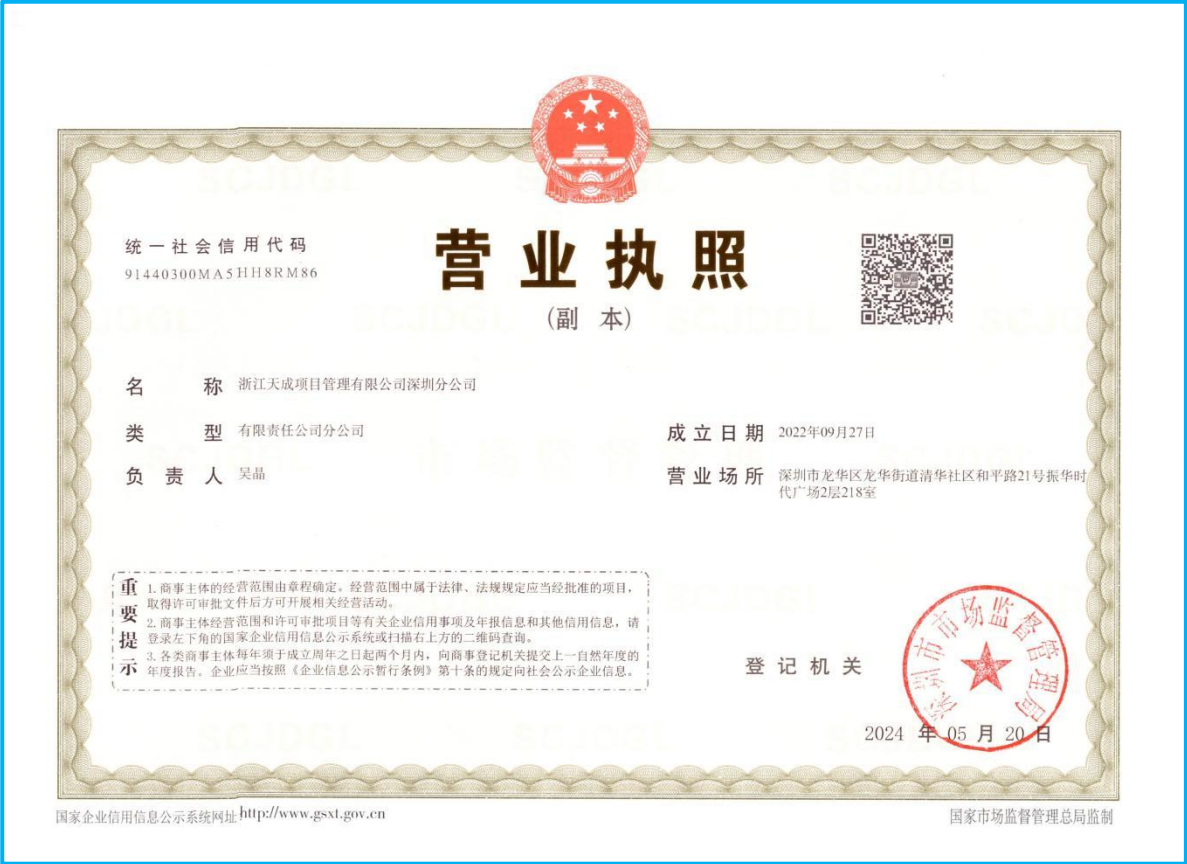 统一社会信用代码
91440300MA5HH8RM86
营业执照
(副 本)
名 称 浙江天成项目管理有限公司深圳分公司
类 型 有限责任公司分公司
负 责 人 吴晶
成 立 日 期 2022年09月27日
营 业 场 所 深圳市龙华区龙华街道清华社区和平路21号振华时
代广场2层218室
重要提示
1. 商事主体的经营范围由章程确定。经营范围中属于法律、法规规定应当经批准的项目,
取得许可审批文件后方可开展相关经营活动。
2. 商事主体经营范围和许可审批项目等有关企业信用事项及年报信息和其他信用信息,请
登录左下角的国家企业信用信息公示系统或扫描右上方的二维码查询。
3. 各类商事主体每年须于成立周年之日起两个月内,向商事登记机关提交上一自然年度的
年度报告。企业应当按照《企业信息公示暂行条例》第十条的规定向社会公示企业信息。
登 记 机 关
深圳市市场监督管理局
2024 年 05 月 20 日
国家企业信用信息公示系统网址:http://www.gsxt.gov.cn
国家市场监督管理总局监制